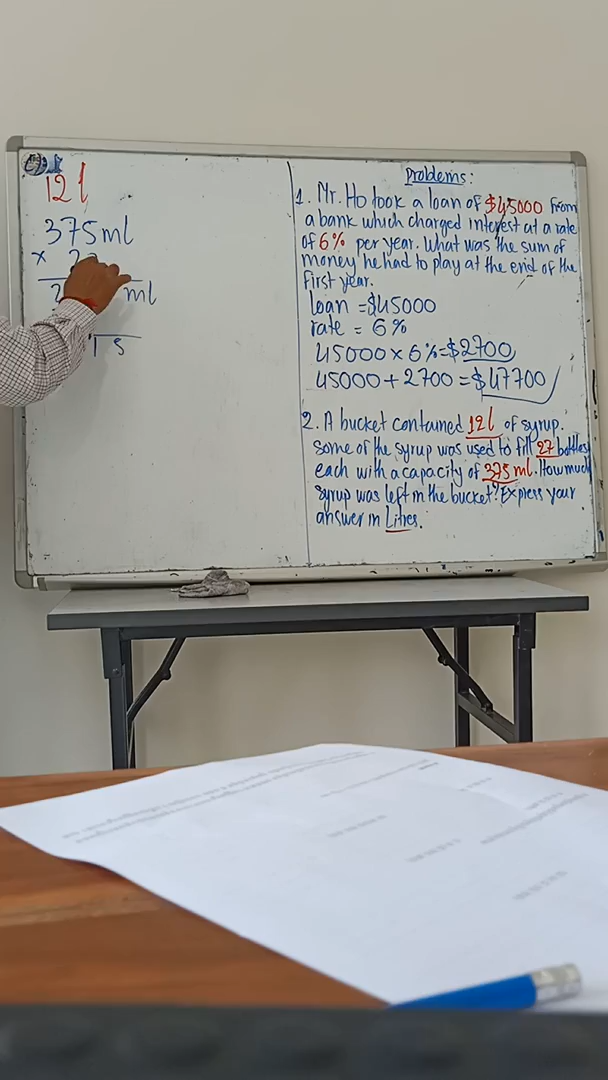 12l
375ml
×
ml
15
Problems:
1. Mr. Ho took a loan of $45000 from
a bank which charged interest at a rate
of 6% per year. What was the sum of
money he had to play at the end of the
first year.
loan = $45000
rate = 6%
45000 × 6% = $2700
45000 + 2700 = $47700
2. A bucket contained 12l of syrup.
Some of the syrup was used to fill 27 bottles
each with a capacity of 375 ml. How much
syrup was left in the bucket? Express your
answer in Litres.